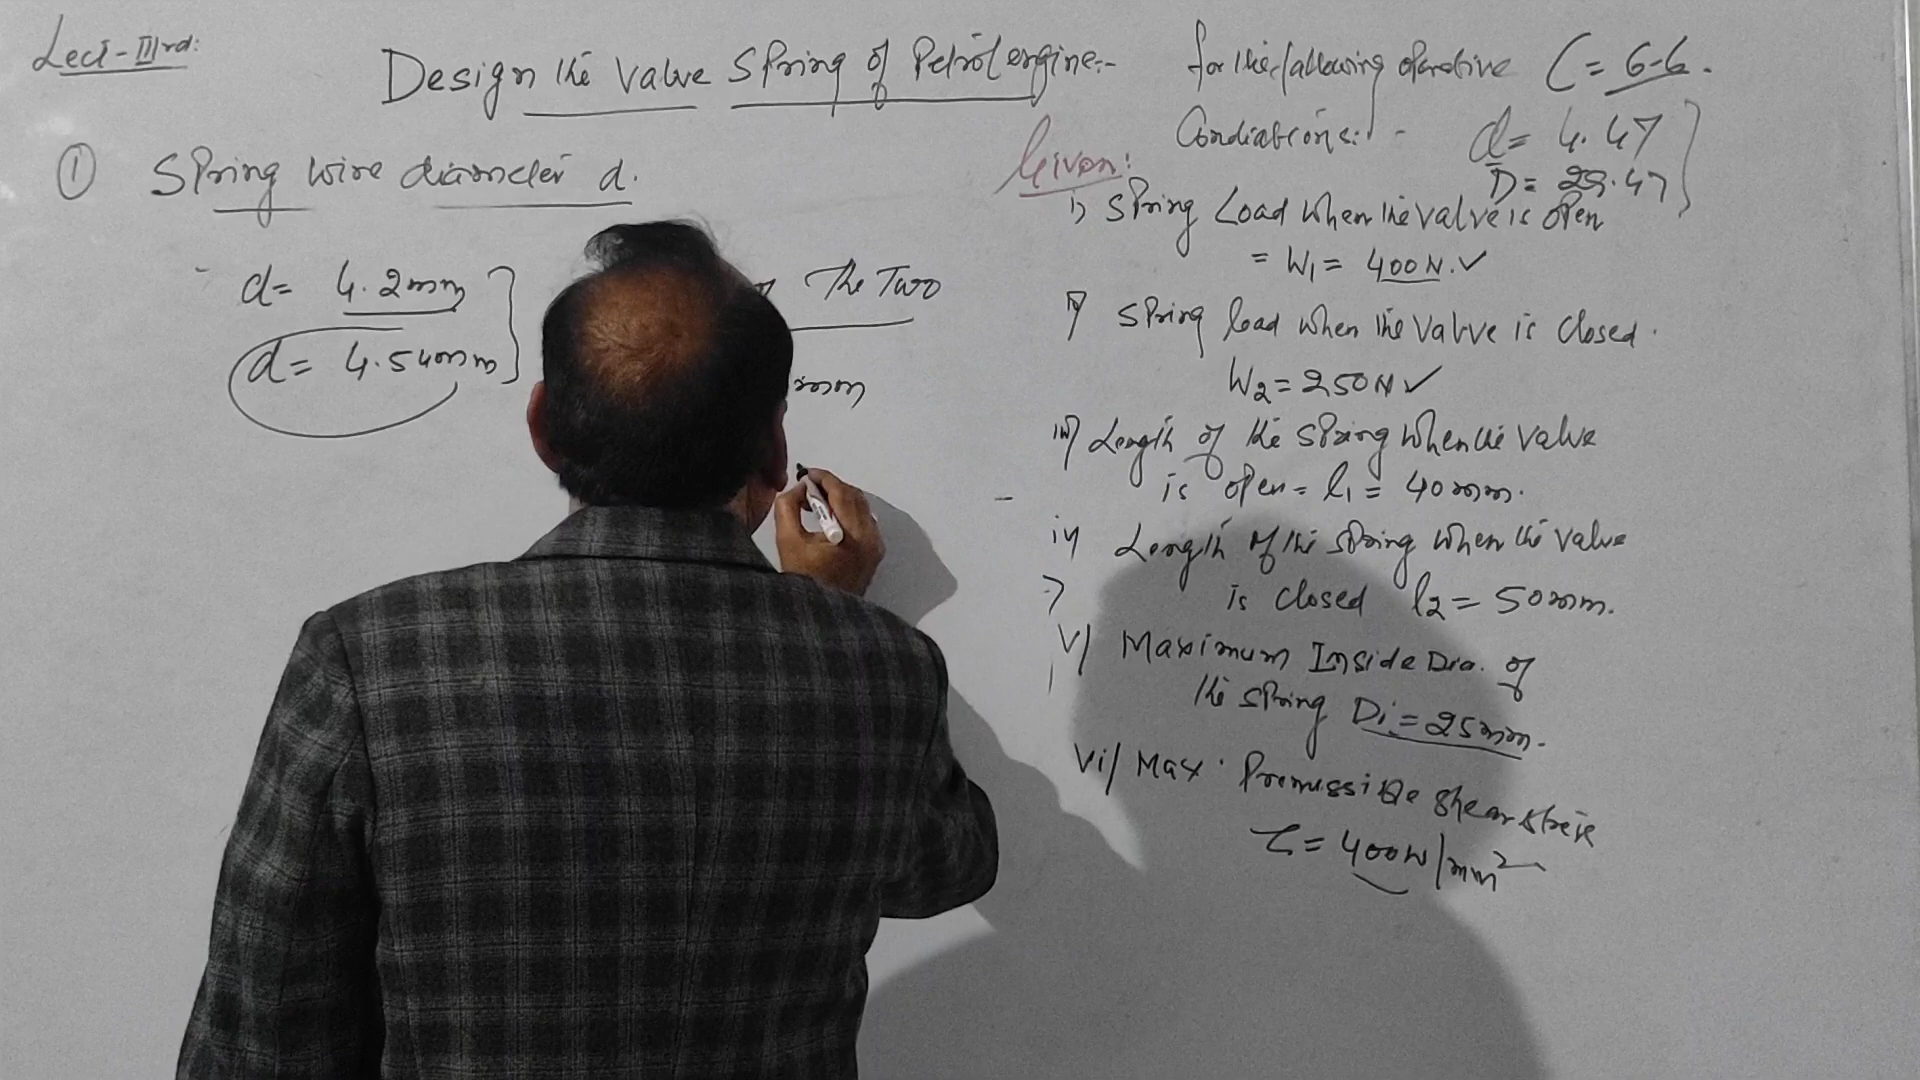 Lect-IIIrd:
Design the Valve Spring of Petrol engine:-
for the following operative
Condiations:-
C = 6.6.
d = 4.47
D = 29.47
① Spring wire diameter d.
d = 4.2mm
d = 4.54mm
The Two
mm
Given:
i) Spring Load when the valve is open
= W1 = 400N. ✓
ii) Spring load when the valve is closed.
W2 = 250N ✓
iii) Length of the spring when the valve
is open = l1 = 40mm.
iv) Length of the spring when the valve
is closed l2 = 50mm.
v) Maximum Inside Dia. of
the spring Di = 25mm.
vi) Max. Premissible shear stress
τ = 400N/mm²